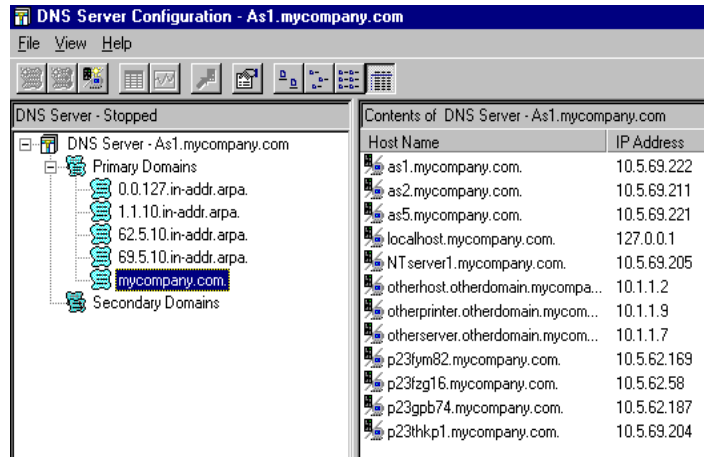 DNS Server Configuration - As1.mycompany.com
File View Help
DNS Server - Stopped
DNS Server - As1.mycompany.com
Primary Domains
0.0.127.in-addr.arpa.
1.1.10.in-addr.arpa.
62.5.10.in-addr.arpa.
69.5.10.in-addr.arpa.
mycompany.com.
Secondary Domains
Contents of DNS Server - As1.mycompany.com
Host Name IP Address
as1.mycompany.com. 10.5.69.222
as2.mycompany.com. 10.5.69.211
as5.mycompany.com. 10.5.69.221
localhost.mycompany.com. 127.0.0.1
NTserver1.mycompany.com. 10.5.69.205
otherhost.otherdomain.mycompa... 10.1.1.2
otherprinter.otherdomain.mycom... 10.1.1.9
otherserver.otherdomain.mycom... 10.1.1.7
p23fym82.mycompany.com. 10.5.62.169
p23fzg16.mycompany.com. 10.5.62.58
p23gpb74.mycompany.com. 10.5.62.187
p23thkp1.mycompany.com. 10.5.69.204